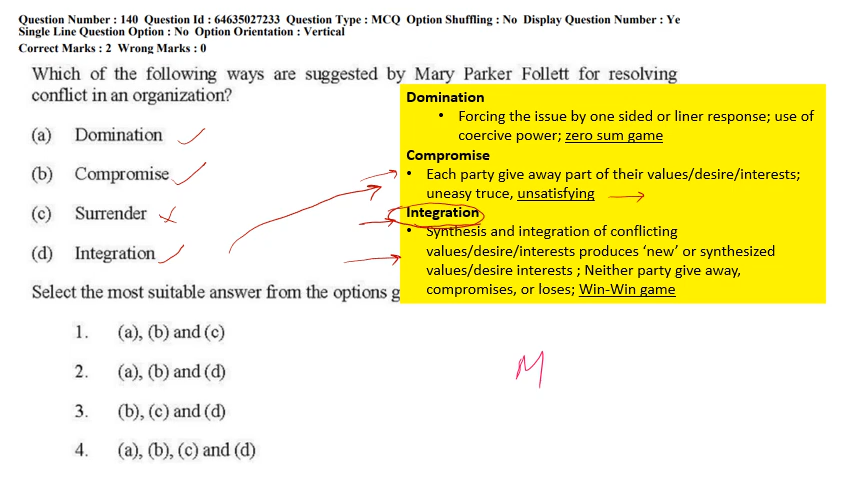 Question Number : 140 Question Id : 64635027233 Question Type : MCQ Option Shuffling : No Display Question Number : Ye
Single Line Question Option : No Option Orientation : Vertical
Correct Marks : 2 Wrong Marks : 0
Which of the following ways are suggested by Mary Parker Follett for resolving
conflict in an organization?
(a) Domination
(b) Compromise
(c) Surrender
(d) Integration
Select the most suitable answer from the options g
1. (a), (b) and (c)
2. (a), (b) and (d)
3. (b), (c) and (d)
4. (a), (b), (c) and (d)
Domination
• Forcing the issue by one sided or liner response; use of
coercive power; zero sum game
Compromise
• Each party give away part of their values/desire/interests;
uneasy truce, unsatisfying
Integration
• Synthesis and integration of conflicting
values/desire/interests produces ‘new’ or synthesized
values/desire interests ; Neither party give away,
compromises, or loses; Win-Win game
M